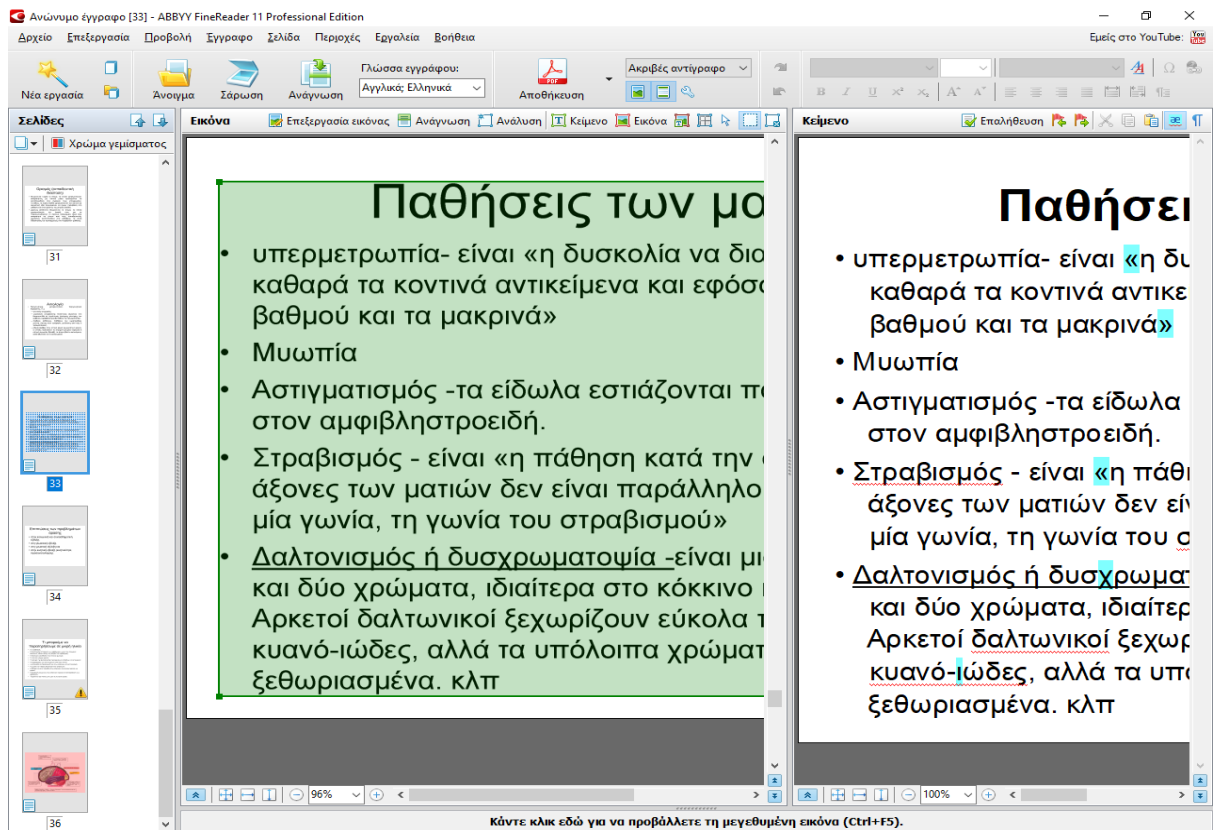 Ανώνυμο έγγραφο [33] - ABBYY FineReader 11 Professional Edition
Αρχείο Επεξεργασία Προβολή Έγγραφο Σελίδα Περιοχές Εργαλεία Βοήθεια
Εμείς στο YouTube:
Νέα εργασία
Άνοιγμα
Σάρωση
Ανάγνωση
Γλώσσα εγγράφου:
Αγγλικά; Ελληνικά
Αποθήκευση
Ακριβές αντίγραφο
Σελίδες
Χρώμα γεμίσματος
31
32
33
34
35
36
Εικόνα
Επεξεργασία εικόνας Ανάγνωση Ανάλυση Κείμενο Εικόνα
Παθήσεις των μα
• υπερμετρωπία- είναι «η δυσκολία να δια
καθαρά τα κοντινά αντικείμενα και εφόσο
βαθμού και τα μακρινά»
• Μυωπία
• Αστιγματισμός -τα είδωλα εστιάζονται πα
στον αμφιβληστροειδή.
• Στραβισμός - είναι «η πάθηση κατά την
άξονες των ματιών δεν είναι παράλληλο
μία γωνία, τη γωνία του στραβισμού»
• Δαλτονισμός ή δυσχρωματοψία -είναι μι
και δύο χρώματα, ιδιαίτερα στο κόκκινο
Αρκετοί δαλτωνικοί ξεχωρίζουν εύκολα τ
κυανό-ιώδες, αλλά τα υπόλοιπα χρώματ
ξεθωριασμένα. κλπ
96%
Κείμενο
Επαλήθευση
Παθήσει
• υπερμετρωπία- είναι «η δυ
καθαρά τα κοντινά αντικε
βαθμού και τα μακρινά»
• Μυωπία
• Αστιγματισμός -τα είδωλα
στον αμφιβληστροειδή.
• Στραβισμός - είναι «η πάθη
άξονες των ματιών δεν είν
μία γωνία, τη γωνία του σ
• Δαλτονισμός ή δυσχρωματ
και δύο χρώματα, ιδιαίτερ
Αρκετοί δαλτωνικοί ξεχωρ
κυανό-ιώδες, αλλά τα υπο
ξεθωριασμένα. κλπ
100%
Κάντε κλικ εδώ για να προβάλλετε τη μεγεθυμένη εικόνα (Ctrl+F5).